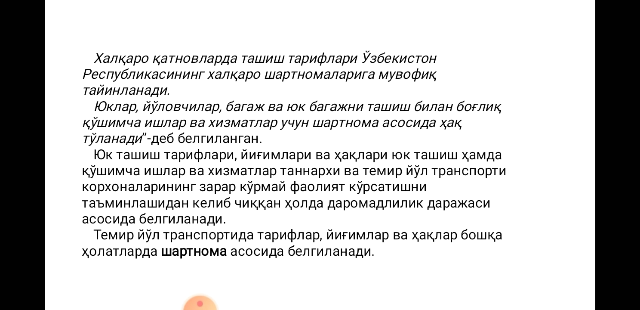 Халқаро қатновларда ташиш тарифлари Ўзбекистон
Республикасининг халқаро шартномаларига мувофиқ
тайинланади.
Юклар, йўловчилар, багаж ва юк багажни ташиш билан боғлиқ
қўшимча ишлар ва хизматлар учун шартнома асосида ҳақ
тўланади"-деб белгиланган.
Юк ташиш тарифлари, йиғимлари ва ҳақлари юк ташиш ҳамда
қўшимча ишлар ва хизматлар таннархи ва темир йўл транспорти
корхоналарининг зарар кўрмай фаолият кўрсатишни
таъминлашидан келиб чиққан ҳолда даромадлилик даражаси
асосида белгиланади.
Темир йўл транспортида тарифлар, йиғимлар ва ҳақлар бошқа
ҳолатларда шартнома асосида белгиланади.